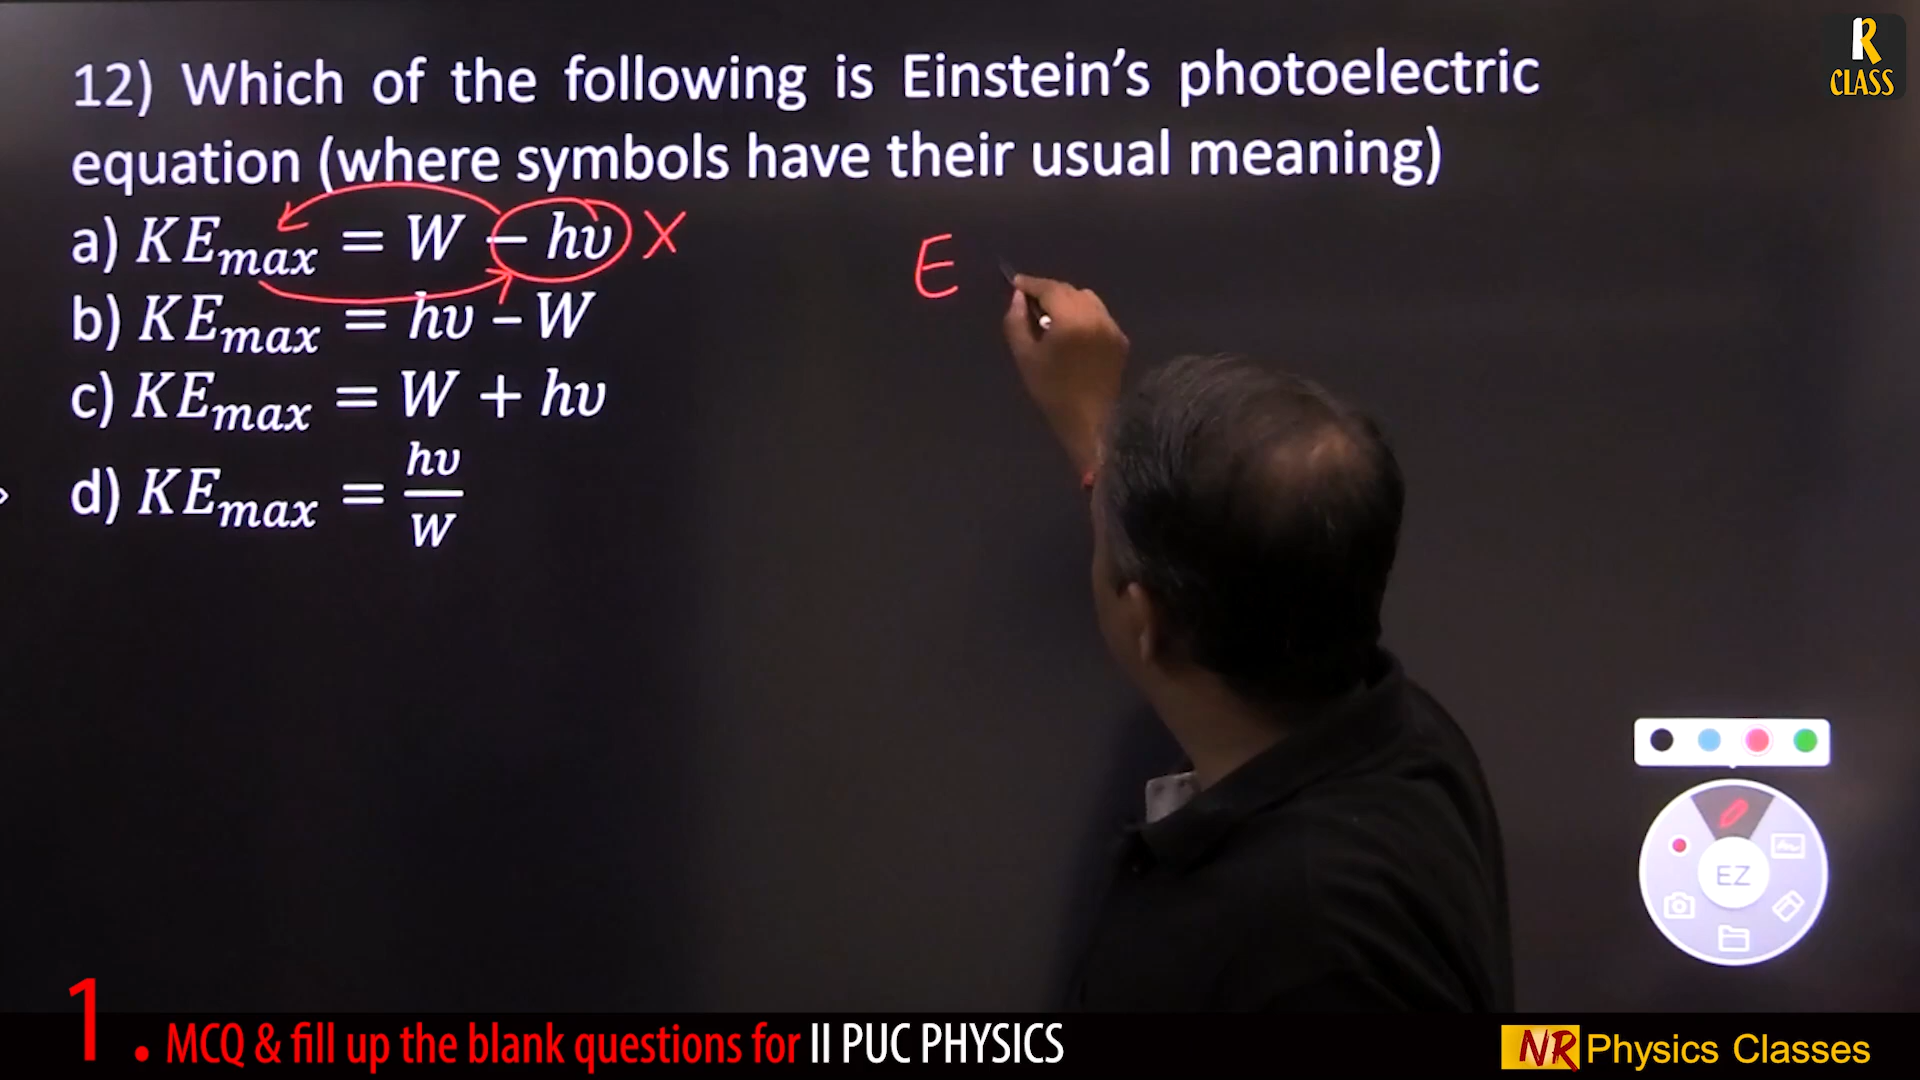 R
CLASS
12) Which of the following is Einstein's photoelectric
equation (where symbols have their usual meaning)
a) KEmax = W – hυ X
E
b) KEmax = hυ – W
c) KEmax = W + hυ
d) KEmax = hυ/W
EZ
1. MCQ & fill up the blank questions for II PUC PHYSICS
NR Physics Classes